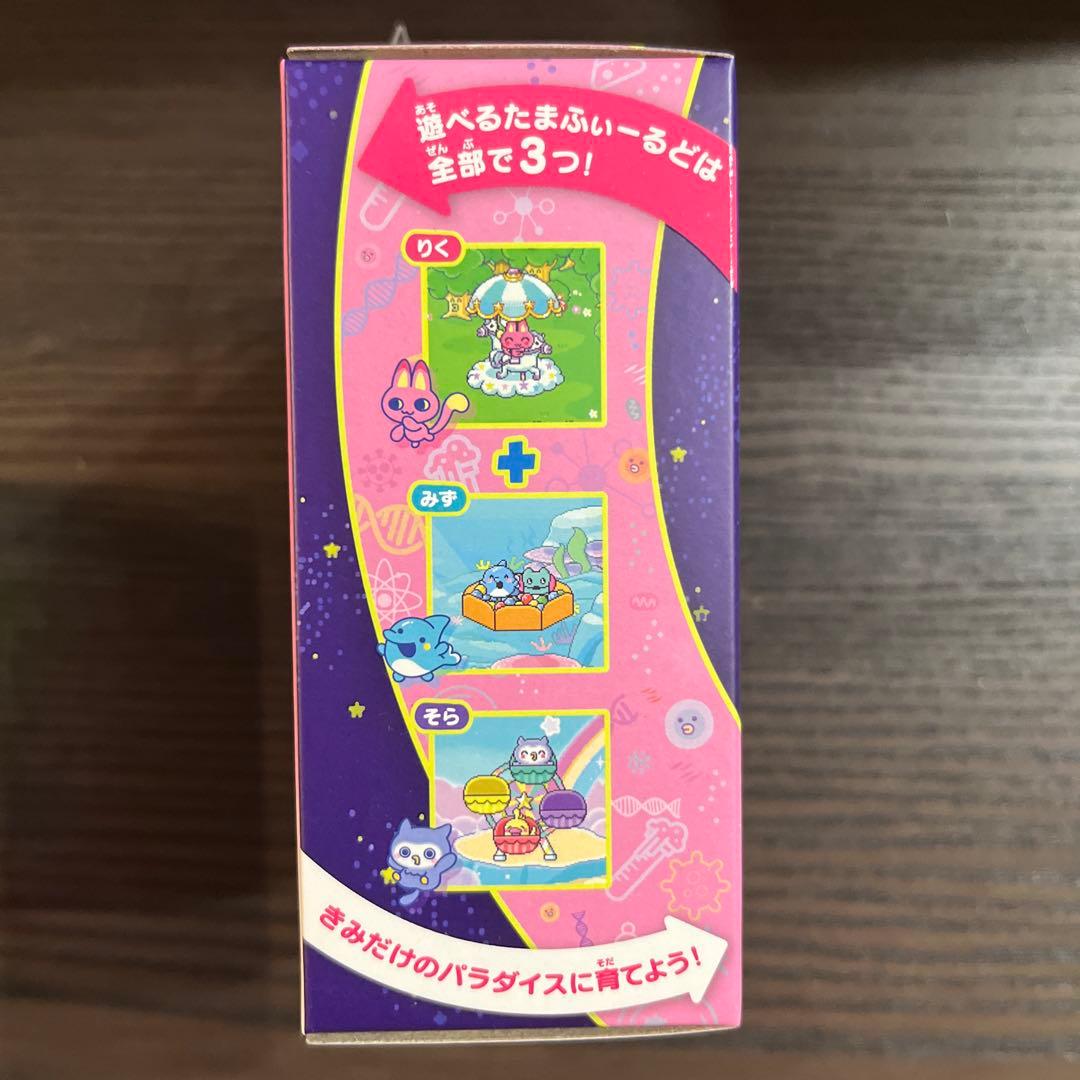 遊べるたまふぃーるどは
全部で3つ!
りく
みず
そら
きみだけのパラダイスに育てよう!